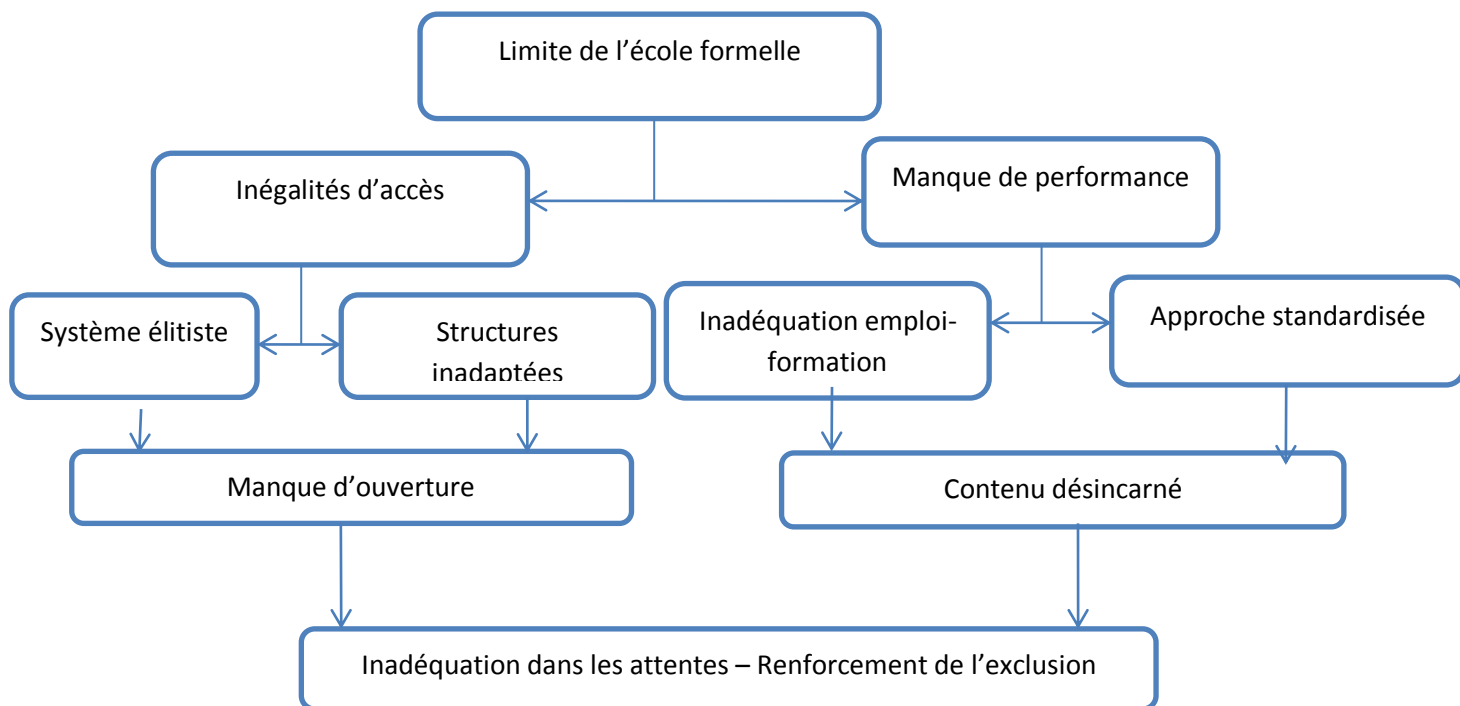 Limite de l’école formelle
Inégalités d’accès
Manque de performance
Système élitiste
Structures
inadaptées
Inadéquation emploi-
formation
Approche standardisée
Manque d’ouverture
Contenu désincarné
Inadéquation dans les attentes – Renforcement de l’exclusion